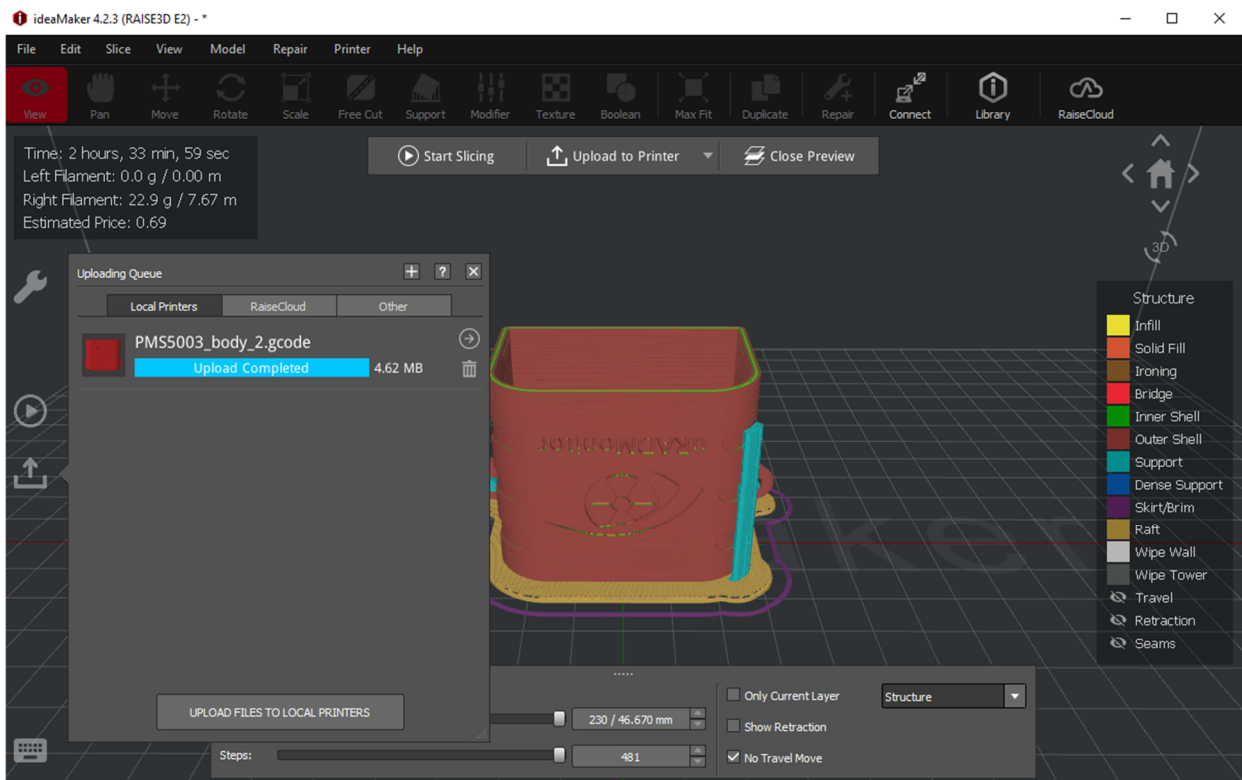 ideaMaker 4.2.3 (RAISE3D E2) - *
File Edit Slice View Model Repair Printer Help
View Pan Move Rotate Scale Free Cut Support Modifier Texture Boolean Max Fit Duplicate Repair Connect Library RaiseCloud
Time: 2 hours, 33 min, 59 sec
Left Filament: 0.0 g / 0.00 m
Right Filament: 22.9 g / 7.67 m
Estimated Price: 0.69
Start Slicing Upload to Printer Close Preview
3D
Uploading Queue + ?
Local Printers RaiseCloud Other
PMS5003_body_2.gcode
Upload Completed 4.62 MB
UPLOAD FILES TO LOCAL PRINTERS
Structure
Infill
Solid Fill
Ironing
Bridge
Inner Shell
Outer Shell
Support
Dense Support
Skirt/Brim
Raft
Wipe Wall
Wipe Tower
Travel
Retraction
Seams
230 / 46.670 mm
Steps: 481
Only Current Layer
Show Retraction
No Travel Move
Structure